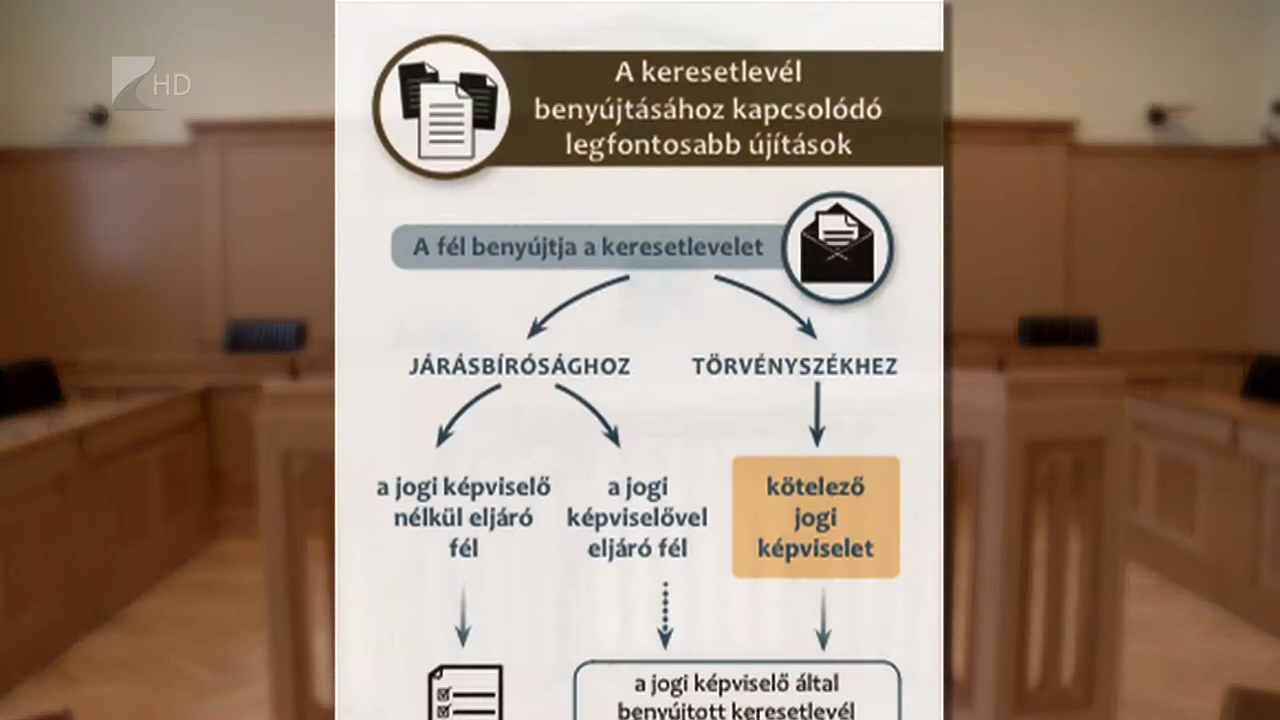 HD
A keresetlevél
benyújtásához kapcsolódó
legfontosabb újítások
A fél benyújtja a keresetlevelet
JÁRÁSBÍRÓSÁGHOZ
TÖRVÉNYSZÉKHEZ
a jogi képviselő
nélkül eljáró
fél
a jogi
képviselővel
eljáró fél
kötelező
jogi
képviselet
a jogi képviselő által
benyújtott keresetlevél